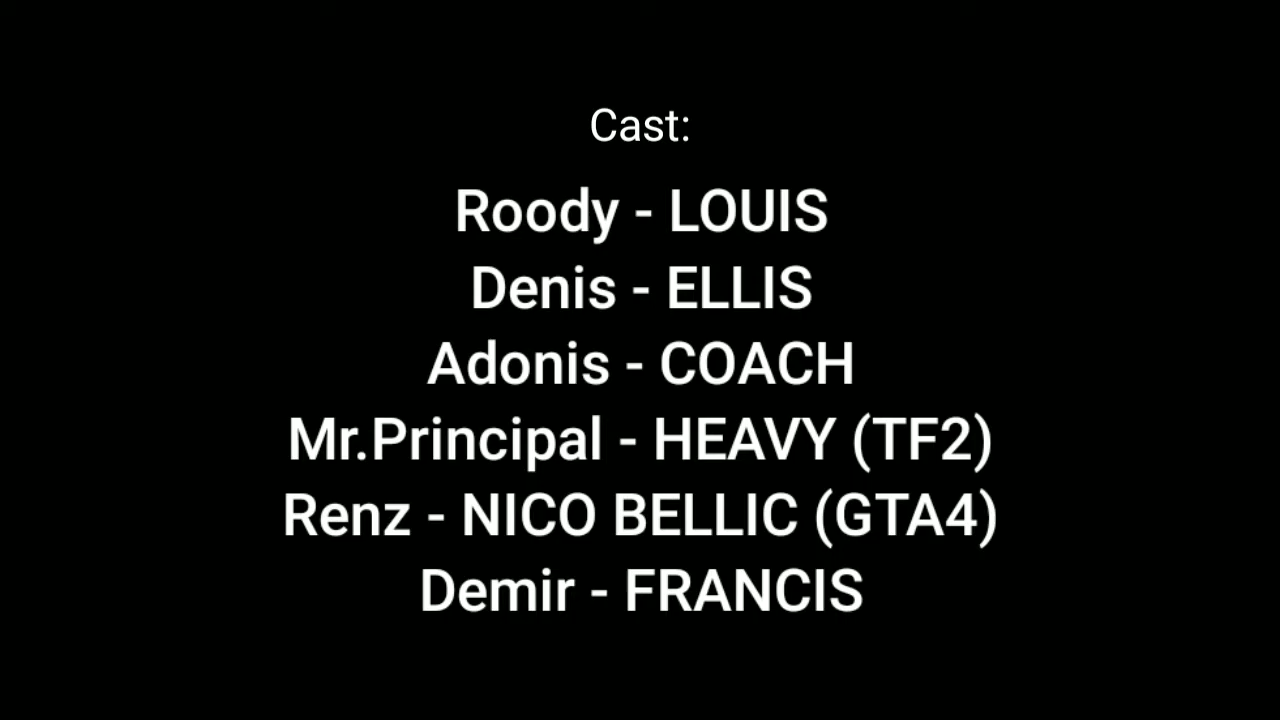 Cast:
Roody - LOUIS
Denis - ELLIS
Adonis - COACH
Mr.Principal - HEAVY (TF2)
Renz - NICO BELLIC (GTA4)
Demir - FRANCIS